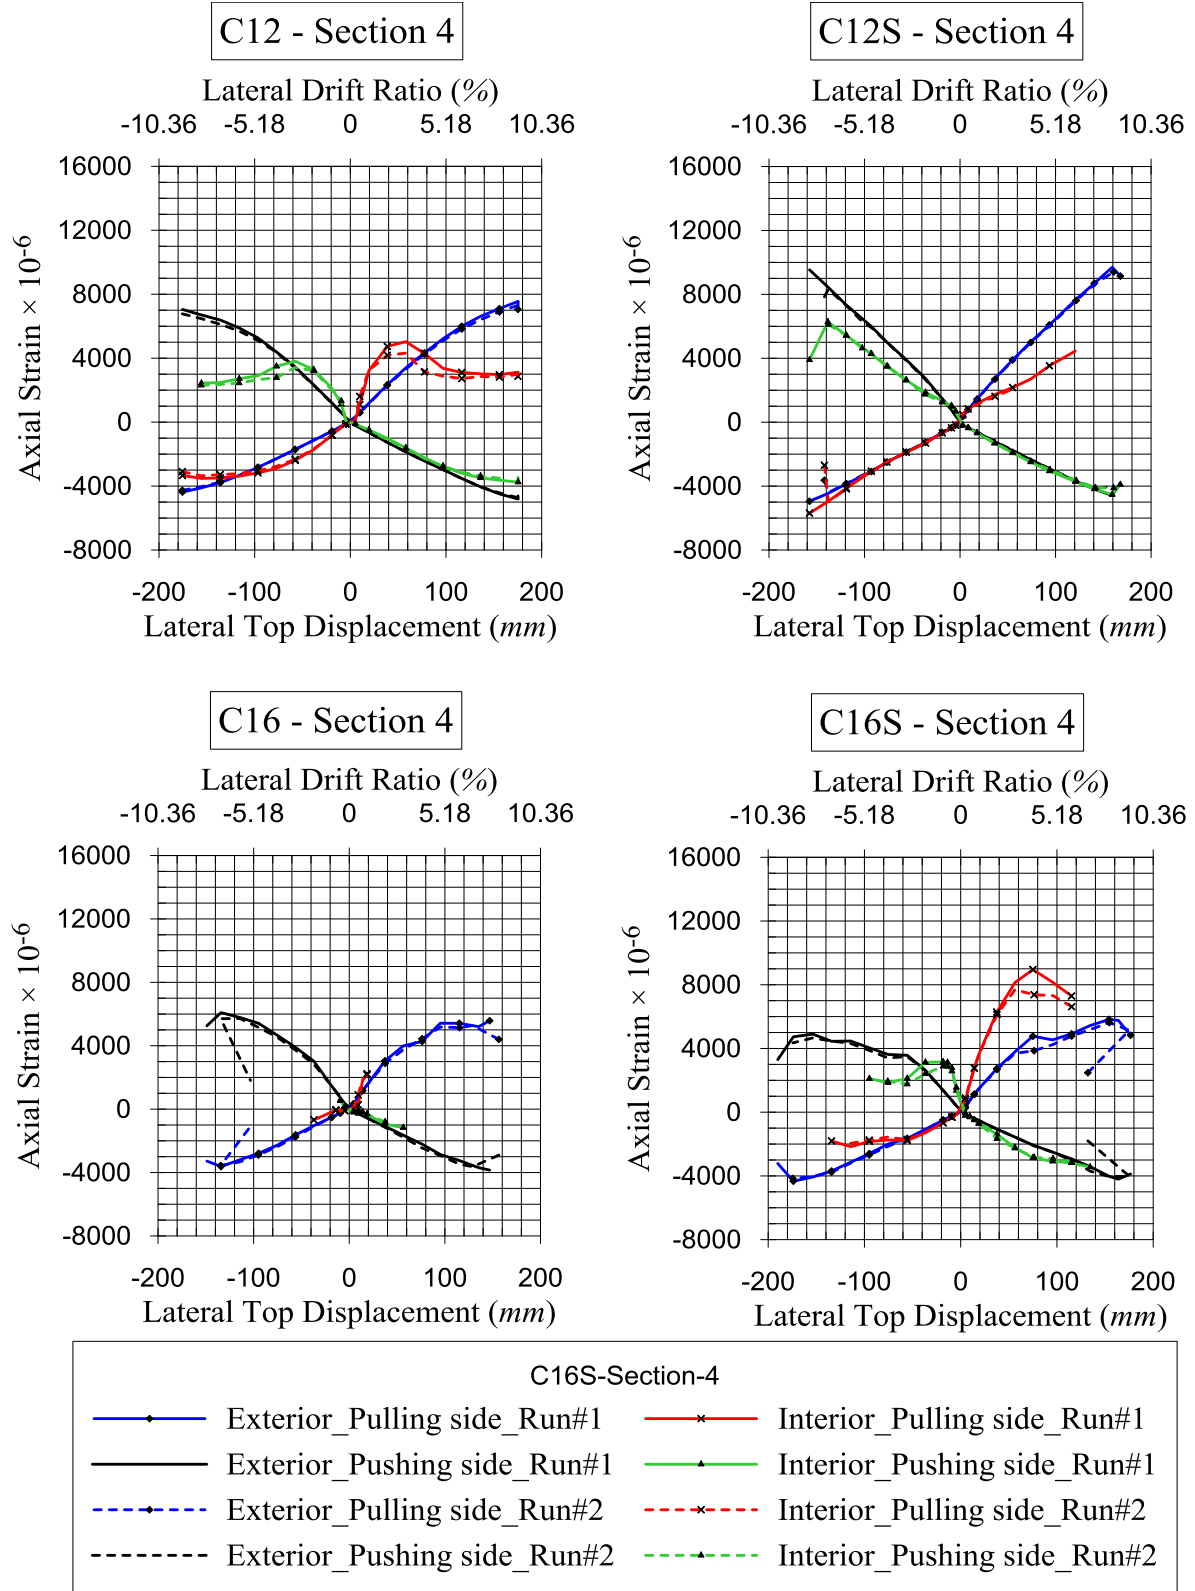 C12 - Section 4
Lateral Drift Ratio (%)
-10.36 -5.18 0 5.18 10.36
16000
12000
8000
4000
0
-4000
-8000
Axial Strain × 10-6
-200 -100 0 100 200
Lateral Top Displacement (mm)
C12S - Section 4
Lateral Drift Ratio (%)
-10.36 -5.18 0 5.18 10.36
16000
12000
8000
4000
0
-4000
-8000
Axial Strain × 10-6
-200 -100 0 100 200
Lateral Top Displacement (mm)
C16 - Section 4
Lateral Drift Ratio (%)
-10.36 -5.18 0 5.18 10.36
16000
12000
8000
4000
0
-4000
-8000
Axial Strain × 10-6
-200 -100 0 100 200
Lateral Top Displacement (mm)
C16S - Section 4
Lateral Drift Ratio (%)
-10.36 -5.18 0 5.18 10.36
16000
12000
8000
4000
0
-4000
-8000
Axial Strain × 10-6
-200 -100 0 100 200
Lateral Top Displacement (mm)
C16S-Section-4
Exterior_Pulling side_Run#1
Interior_Pulling side_Run#1
Exterior_Pushing side_Run#1
Interior_Pushing side_Run#1
Exterior_Pulling side_Run#2
Interior_Pulling side_Run#2
Exterior_Pushing side_Run#2
Interior_Pushing side_Run#2